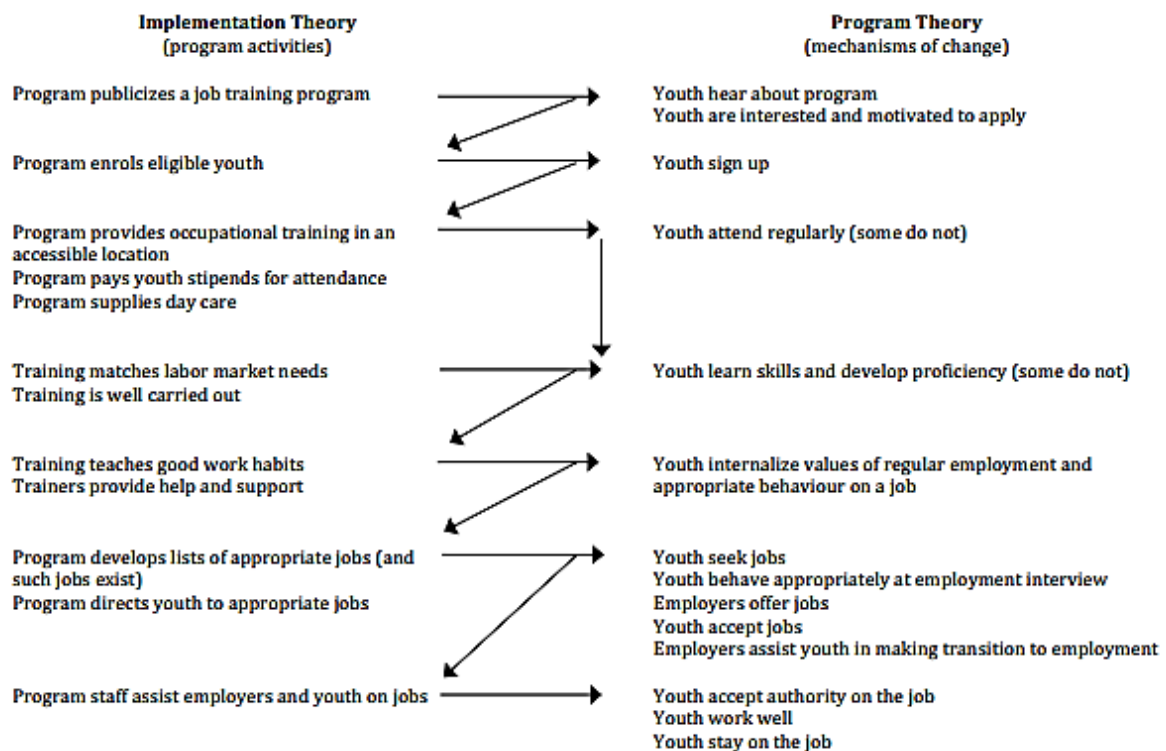 Implementation Theory
(program activities)
Program Theory
(mechanisms of change)
Program publicizes a job training program
Youth hear about program
Youth are interested and motivated to apply
Program enrols eligible youth
Youth sign up
Program provides occupational training in an
accessible location
Program pays youth stipends for attendance
Program supplies day care
Youth attend regularly (some do not)
Training matches labor market needs
Training is well carried out
Youth learn skills and develop proficiency (some do not)
Training teaches good work habits
Trainers provide help and support
Youth internalize values of regular employment and
appropriate behaviour on a job
Program develops lists of appropriate jobs (and
such jobs exist)
Program directs youth to appropriate jobs
Youth seek jobs
Youth behave appropriately at employment interview
Employers offer jobs
Youth accept jobs
Employers assist youth in making transition to employment
Program staff assist employers and youth on jobs
Youth accept authority on the job
Youth work well
Youth stay on the job